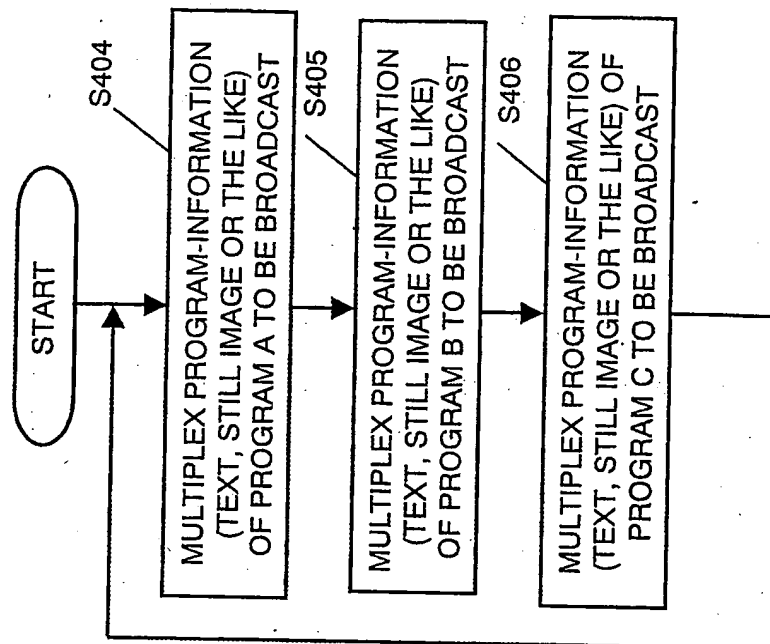 START
S404
MULTIPLEX PROGRAM-INFORMATION
(TEXT, STILL IMAGE OR THE LIKE)
OF PROGRAM A TO BE BROADCAST
S405
MULTIPLEX PROGRAM-INFORMATION
(TEXT, STILL IMAGE OR THE LIKE)
OF PROGRAM B TO BE BROADCAST
S406
MULTIPLEX PROGRAM-INFORMATION
(TEXT, STILL IMAGE OR THE LIKE) OF
PROGRAM C TO BE BROADCAST